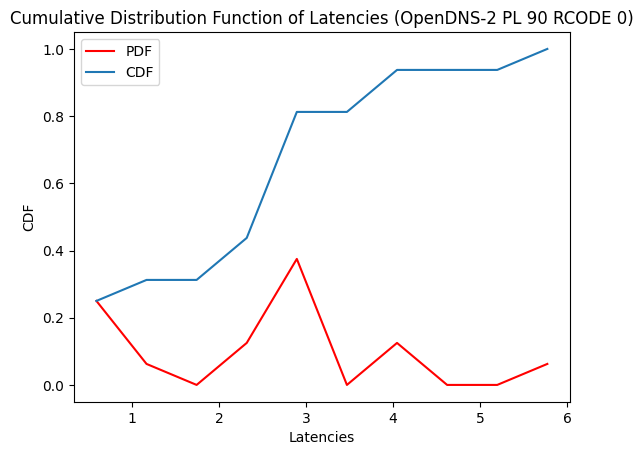 Cumulative Distribution Function of Latencies (OpenDNS-2 PL 90 RCODE 0)
PDF
CDF
1.0
0.8
0.6
0.4
0.2
0.0
CDF
1 2 3 4 5 6
Latencies